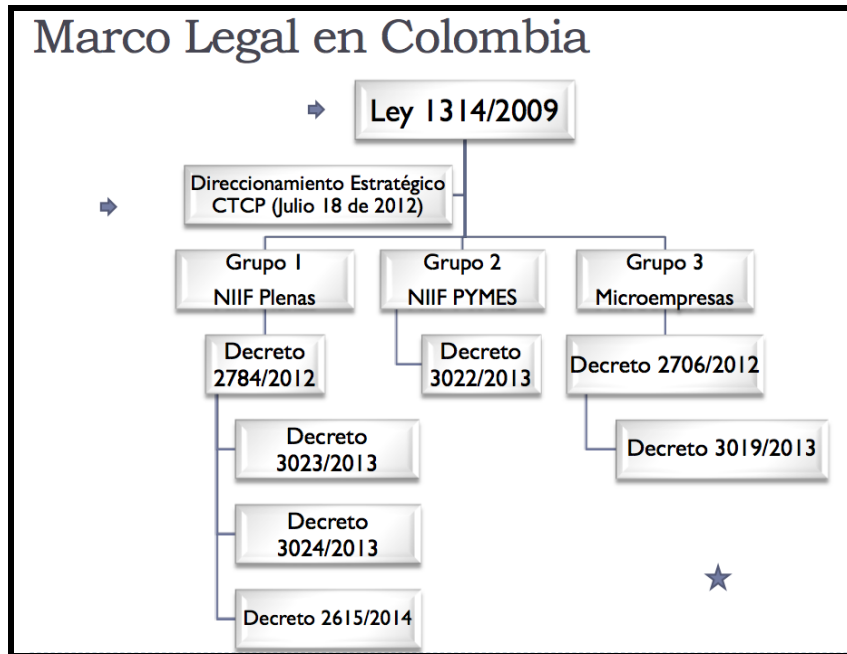 Marco Legal en Colombia
Ley 1314/2009
Direccionamiento Estratégico
CTCP (Julio 18 de 2012)
Grupo 1
NIIF Plenas
Grupo 2
NIIF PYMES
Grupo 3
Microempresas
Decreto
2784/2012
Decreto
3022/2013
Decreto 2706/2012
Decreto
3023/2013
Decreto 3019/2013
Decreto
3024/2013
Decreto 2615/2014